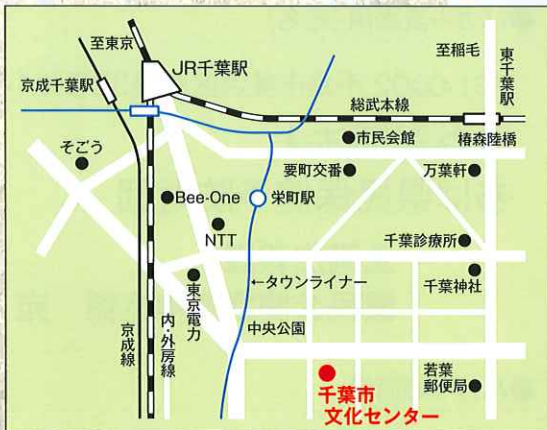 至東京
JR千葉駅
京成千葉駅
至稲毛
東千葉駅
総武本線
そごう
市民会館
椿森陸橋
要町交番
万葉軒
Bee-One
栄町駅
NTT
千葉診療所
←タウンライナー
千葉神社
東京電力
京成線
内・外房線
中央公園
千葉市
文化センター
若葉
郵便局